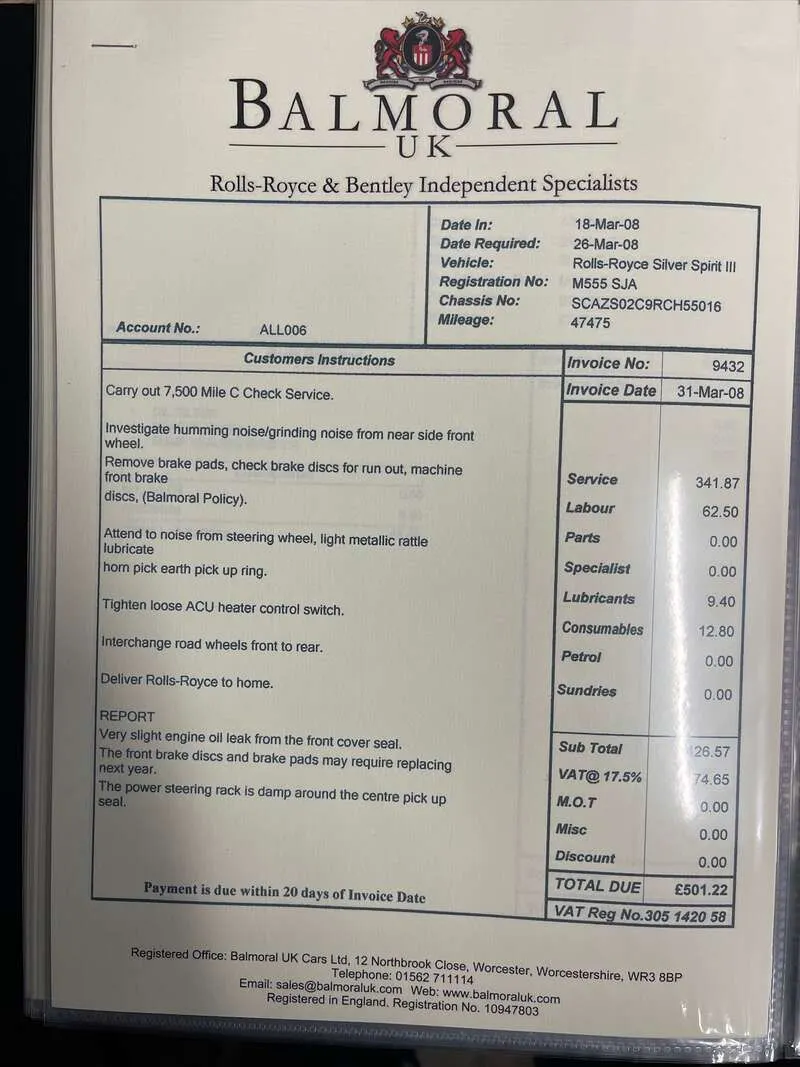 BALMORAL
UK
Rolls-Royce & Bentley Independent Specialists
Date In: 18-Mar-08
Date Required: 26-Mar-08
Vehicle: Rolls-Royce Silver Spirit III
Registration No: M555 SJA
Chassis No: SCAZS02C9RCH55016
Mileage: 47475
Account No.: ALL006
Customers Instructions
Invoice No: 9432
Invoice Date 31-Mar-08
Carry out 7,500 Mile C Check Service.
Investigate humming noise/grinding noise from near side front
wheel.
Remove brake pads, check brake discs for run out, machine
front brake
discs, (Balmoral Policy).
Attend to noise from steering wheel, light metallic rattle
lubricate
horn pick earth pick up ring.
Tighten loose ACU heater control switch.
Interchange road wheels front to rear.
Deliver Rolls-Royce to home.
REPORT
Very slight engine oil leak from the front cover seal.
The front brake discs and brake pads may require replacing
next year.
The power steering rack is damp around the centre pick up
seal.
Payment is due within 20 days of Invoice Date
Service 341.87
Labour 62.50
Parts 0.00
Specialist 0.00
Lubricants 9.40
Consumables 12.80
Petrol 0.00
Sundries 0.00
Sub Total 426.57
VAT@ 17.5% 74.65
M.O.T 0.00
Misc 0.00
Discount 0.00
TOTAL DUE £501.22
VAT Reg No.305 1420 58
Registered Office: Balmoral UK Cars Ltd, 12 Northbrook Close, Worcester, Worcestershire, WR3 8BP
Telephone: 01562 711114
Email: sales@balmoraluk.com Web: www.balmoraluk.com
Registered in England. Registration No. 10947803